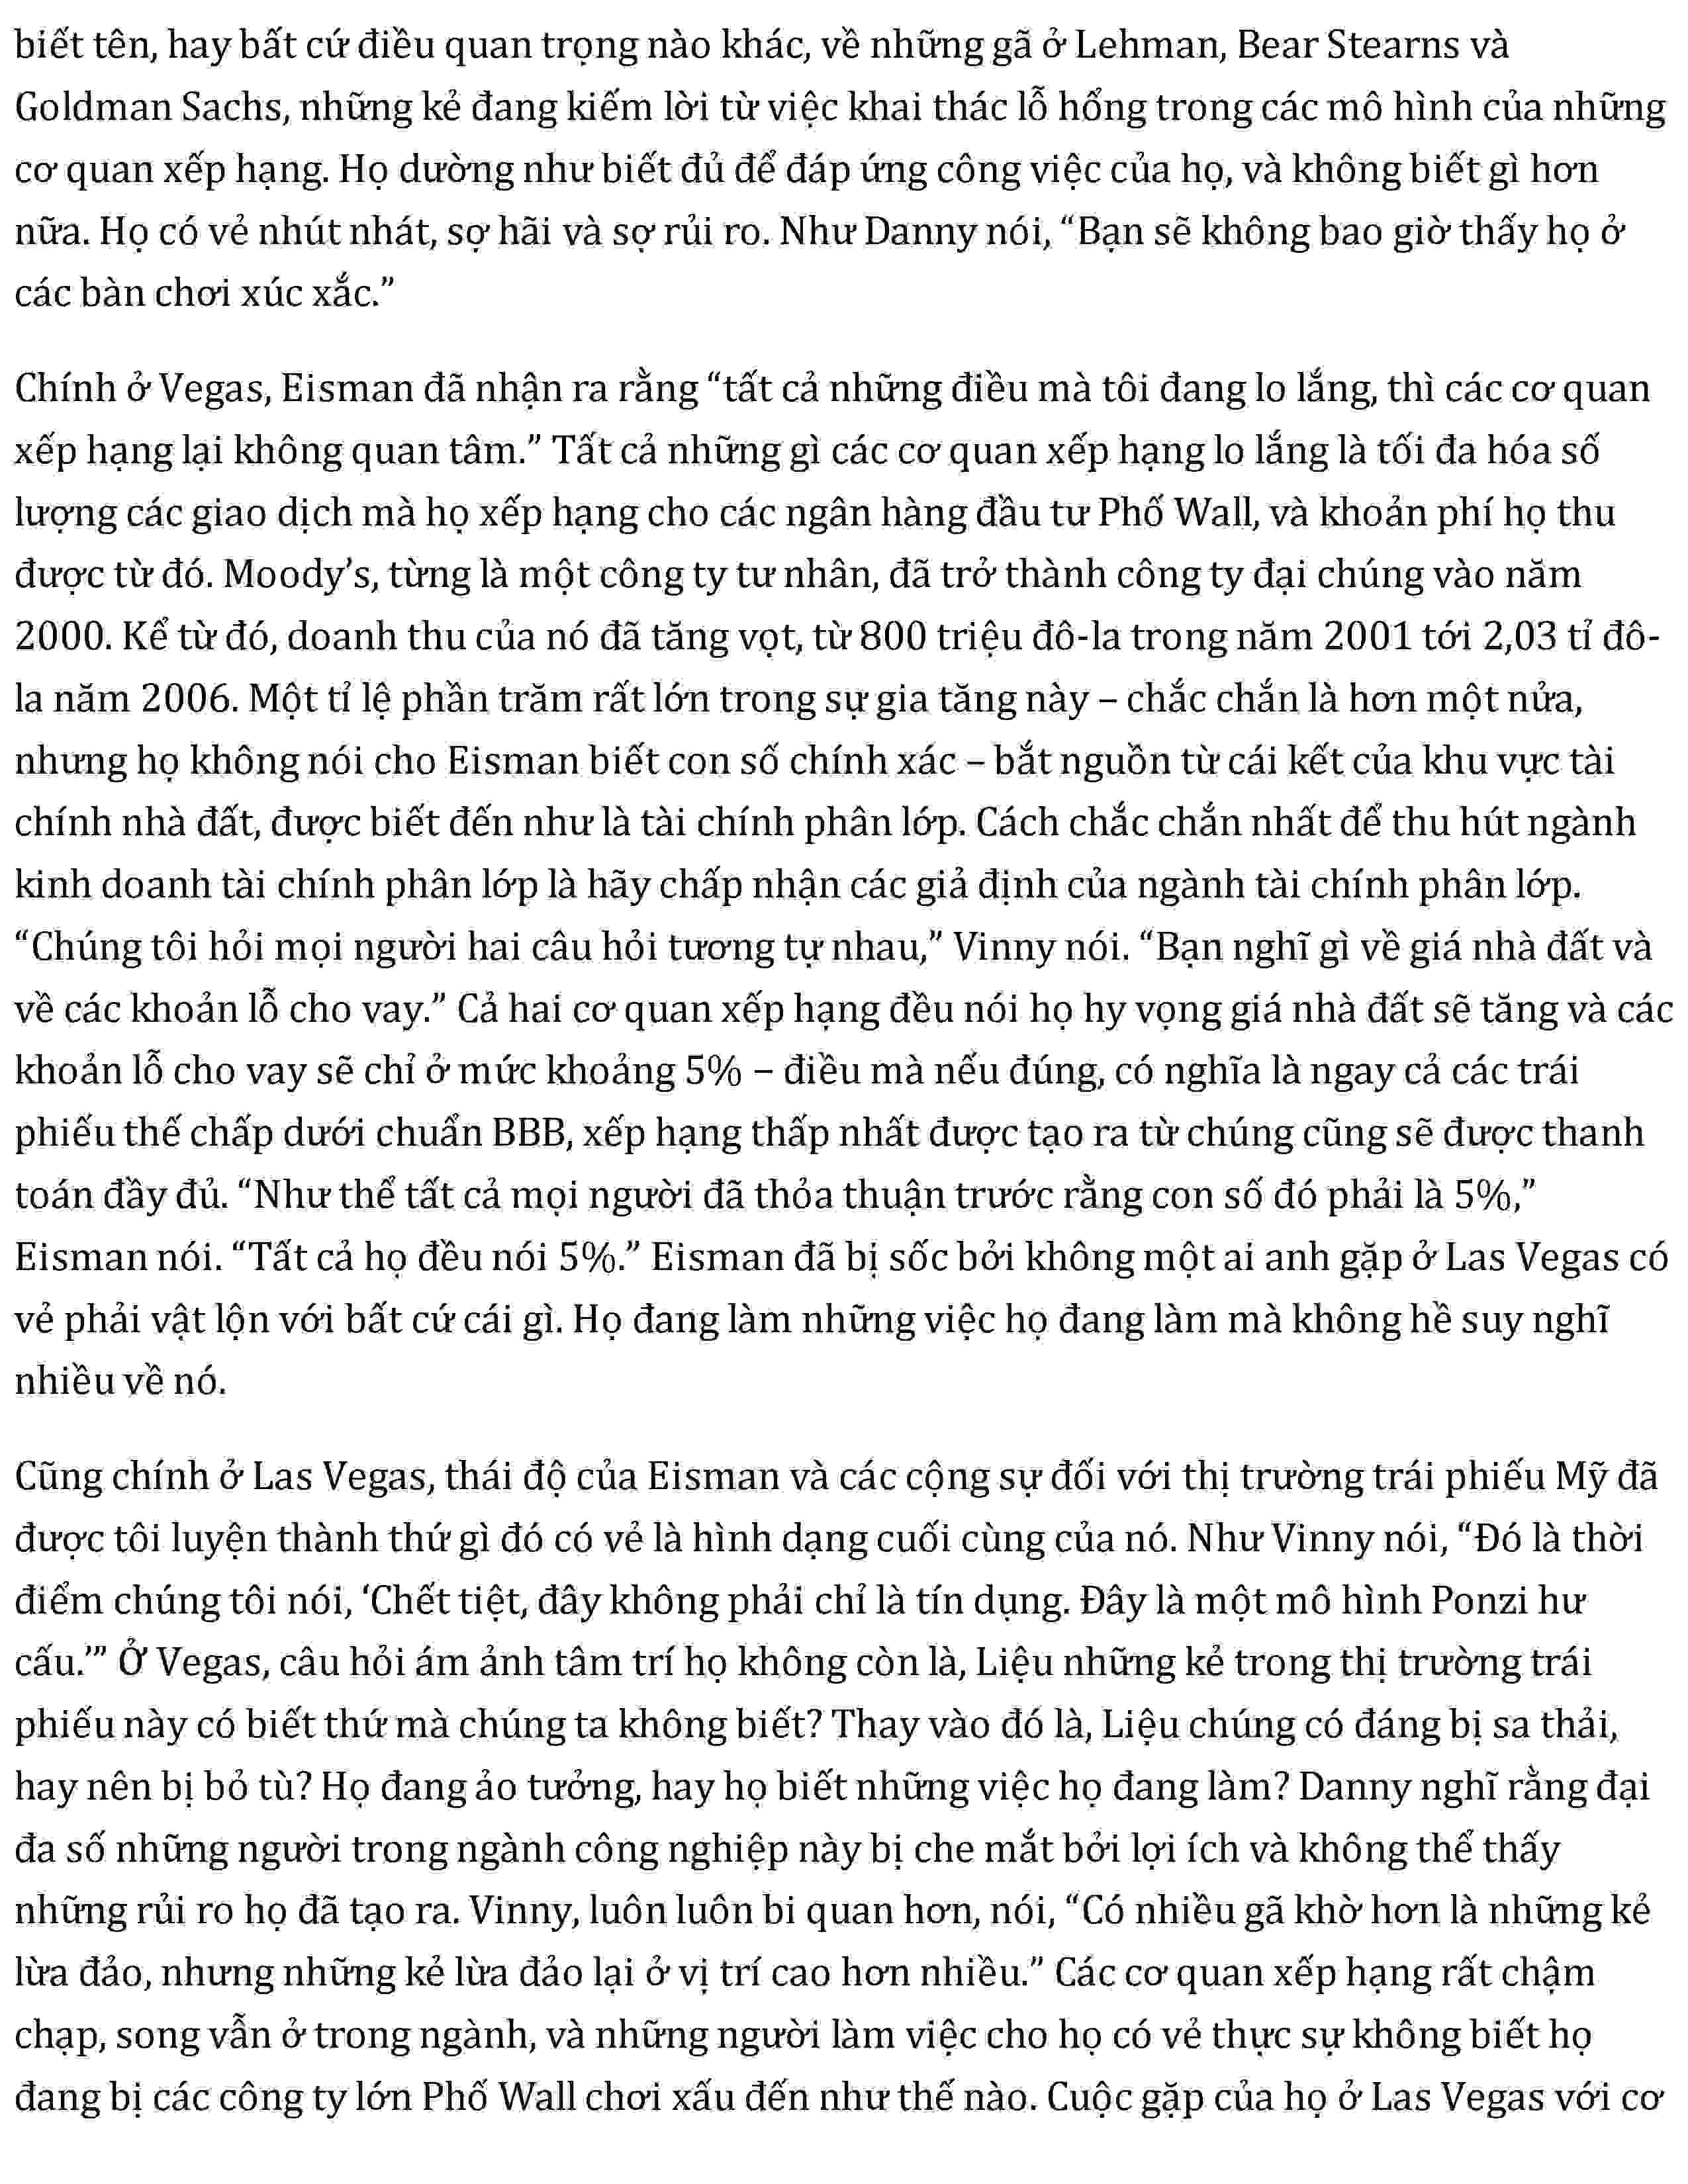 biết tên, hay bất cứ điều quan trọng nào khác, về những gã ở Lehman, Bear Stearns và
Goldman Sachs, những kẻ đang kiếm lời từ việc khai thác lỗ hổng trong các mô hình của những
cơ quan xếp hạng. Họ dường như biết đủ để đáp ứng công việc của họ, và không biết gì hơn
nữa. Họ có vẻ nhút nhát, sợ hãi và sợ rủi ro. Như Danny nói, “Bạn sẽ không bao giờ thấy họ ở
các bàn chơi xúc xắc.”
Chính ở Vegas, Eisman đã nhận ra rằng “tất cả những điều mà tôi đang lo lắng, thì các cơ quan
xếp hạng lại không quan tâm.” Tất cả những gì các cơ quan xếp hạng lo lắng là tối đa hóa số
lượng các giao dịch mà họ xếp hạng cho các ngân hàng đầu tư Phố Wall, và khoản phí họ thu
được từ đó. Moody’s, từng là một công ty tư nhân, đã trở thành công ty đại chúng vào năm
2000. Kể từ đó, doanh thu của nó đã tăng vọt, từ 800 triệu đô-la trong năm 2001 tới 2,03 tỉ đô-
la năm 2006. Một tỉ lệ phần trăm rất lớn trong sự gia tăng này – chắc chắn là hơn một nửa,
nhưng họ không nói cho Eisman biết con số chính xác – bắt nguồn từ cái kết của khu vực tài
chính nhà đất, được biết đến như là tài chính phân lớp. Cách chắc chắn nhất để thu hút ngành
kinh doanh tài chính phân lớp là hãy chấp nhận các giả định của ngành tài chính phân lớp.
“Chúng tôi hỏi mọi người hai câu hỏi tương tự nhau,” Vinny nói. “Bạn nghĩ gì về giá nhà đất và
về các khoản lỗ cho vay.” Cả hai cơ quan xếp hạng đều nói họ hy vọng giá nhà đất sẽ tăng và các
khoản lỗ cho vay sẽ chỉ ở mức khoảng 5% – điều mà nếu đúng, có nghĩa là ngay cả các trái
phiếu thế chấp dưới chuẩn BBB, xếp hạng thấp nhất được tạo ra từ chúng cũng sẽ được thanh
toán đầy đủ. “Như thể tất cả mọi người đã thỏa thuận trước rằng con số đó phải là 5%,”
Eisman nói. “Tất cả họ đều nói 5%.” Eisman đã bị sốc bởi không một ai anh gặp ở Las Vegas có
vẻ phải vật lộn với bất cứ cái gì. Họ đang làm những việc họ đang làm mà không hề suy nghĩ
nhiều về nó.
Cũng chính ở Las Vegas, thái độ của Eisman và các cộng sự đối với thị trường trái phiếu Mỹ đã
được tôi luyện thành thứ gì đó có vẻ là hình dạng cuối cùng của nó. Như Vinny nói, “Đó là thời
điểm chúng tôi nói, ‘Chết tiệt, đây không phải chỉ là tín dụng. Đây là một mô hình Ponzi hư
cấu.’” Ở Vegas, câu hỏi ám ảnh tâm trí họ không còn là, Liệu những kẻ trong thị trường trái
phiếu này có biết thứ mà chúng ta không biết? Thay vào đó là, Liệu chúng có đáng bị sa thải,
hay nên bị bỏ tù? Họ đang ảo tưởng, hay họ biết những việc họ đang làm? Danny nghĩ rằng đại
đa số những người trong ngành công nghiệp này bị che mắt bởi lợi ích và không thể thấy
những rủi ro họ đã tạo ra. Vinny, luôn luôn bi quan hơn, nói, “Có nhiều gã khờ hơn là những kẻ
lừa đảo, nhưng những kẻ lừa đảo lại ở vị trí cao hơn nhiều.” Các cơ quan xếp hạng rất chậm
chạp, song vẫn ở trong ngành, và những người làm việc cho họ có vẻ thực sự không biết họ
đang bị các công ty lớn Phố Wall chơi xấu đến như thế nào. Cuộc gặp của họ ở Las Vegas với cơ